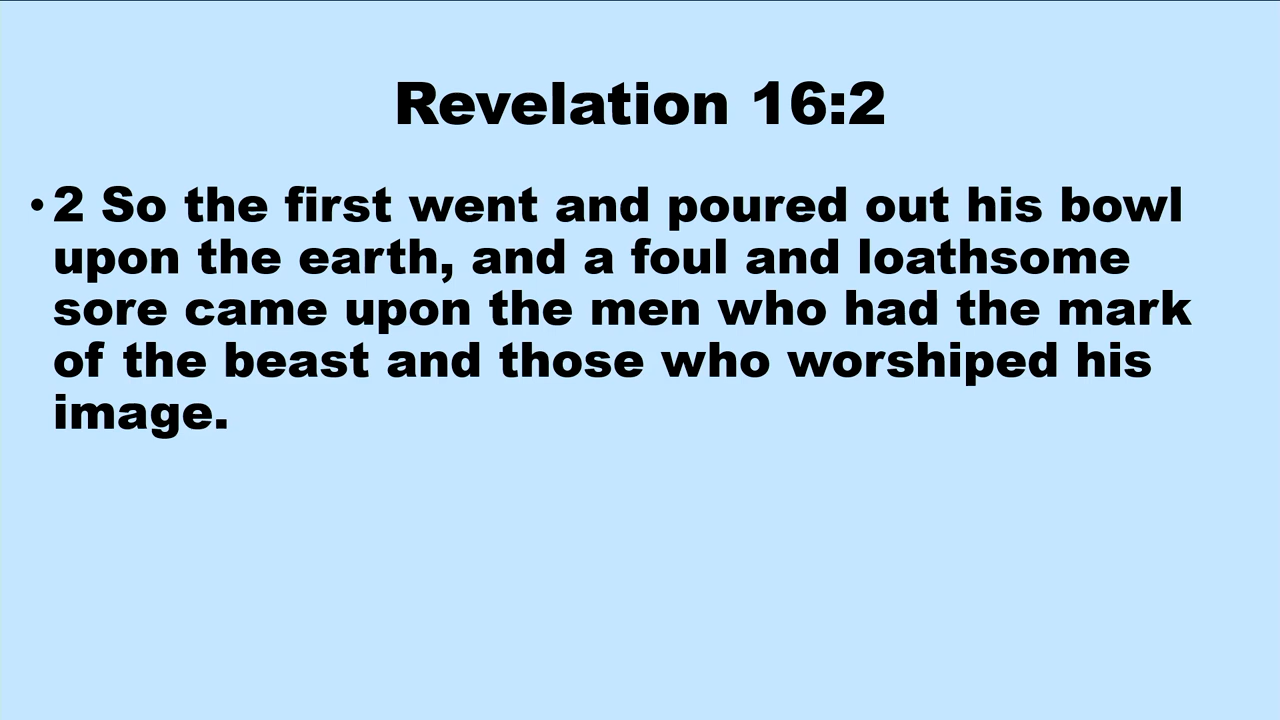 Revelation 16:2
• 2 So the first went and poured out his bowl
upon the earth, and a foul and loathsome
sore came upon the men who had the mark
of the beast and those who worshiped his
image.